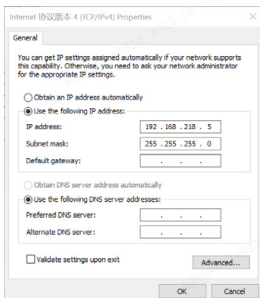 Internet 协议版本 4 (TCP/IPv4) Properties
General
You can get IP settings assigned automatically if your network supports
this capability. Otherwise, you need to ask your network administrator
for the appropriate IP settings.
Obtain an IP address automatically
Use the following IP address:
IP address: 192 . 168 . 218 . 5
Subnet mask: 255 . 255 . 255 . 0
Default gateway: . . .
Obtain DNS server address automatically
Use the following DNS server addresses:
Preferred DNS server: . . .
Alternate DNS server: . . .
Validate settings upon exit
Advanced...
OK Cancel